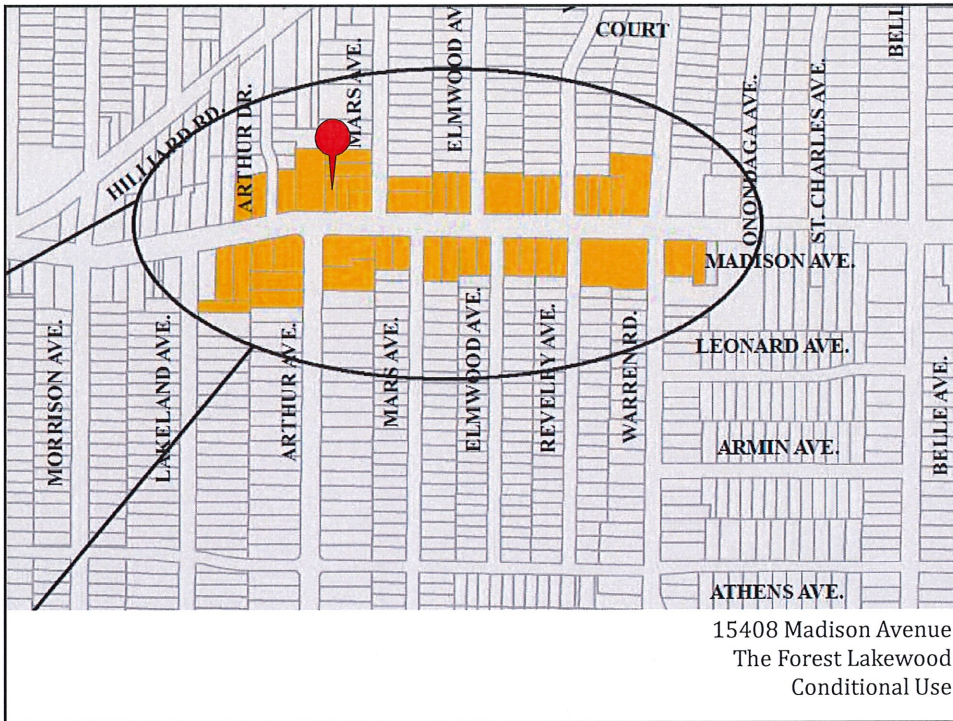 COURT
BELL
MARS AVE.
ELMWOOD AV
HILLIARD RD.
ARTHUR DR.
ONONDAGA AVE.
ST. CHARLES AVE.
MADISON AVE.
MORRISON AVE.
LAKELAND AVE.
ARTHUR AVE.
MARS AVE.
ELMWOOD AVE.
REVELEY AVE.
WARREN RD.
LEONARD AVE.
BELLE AVE.
ARMIN AVE.
ATHENS AVE.
15408 Madison Avenue
The Forest Lakewood
Conditional Use